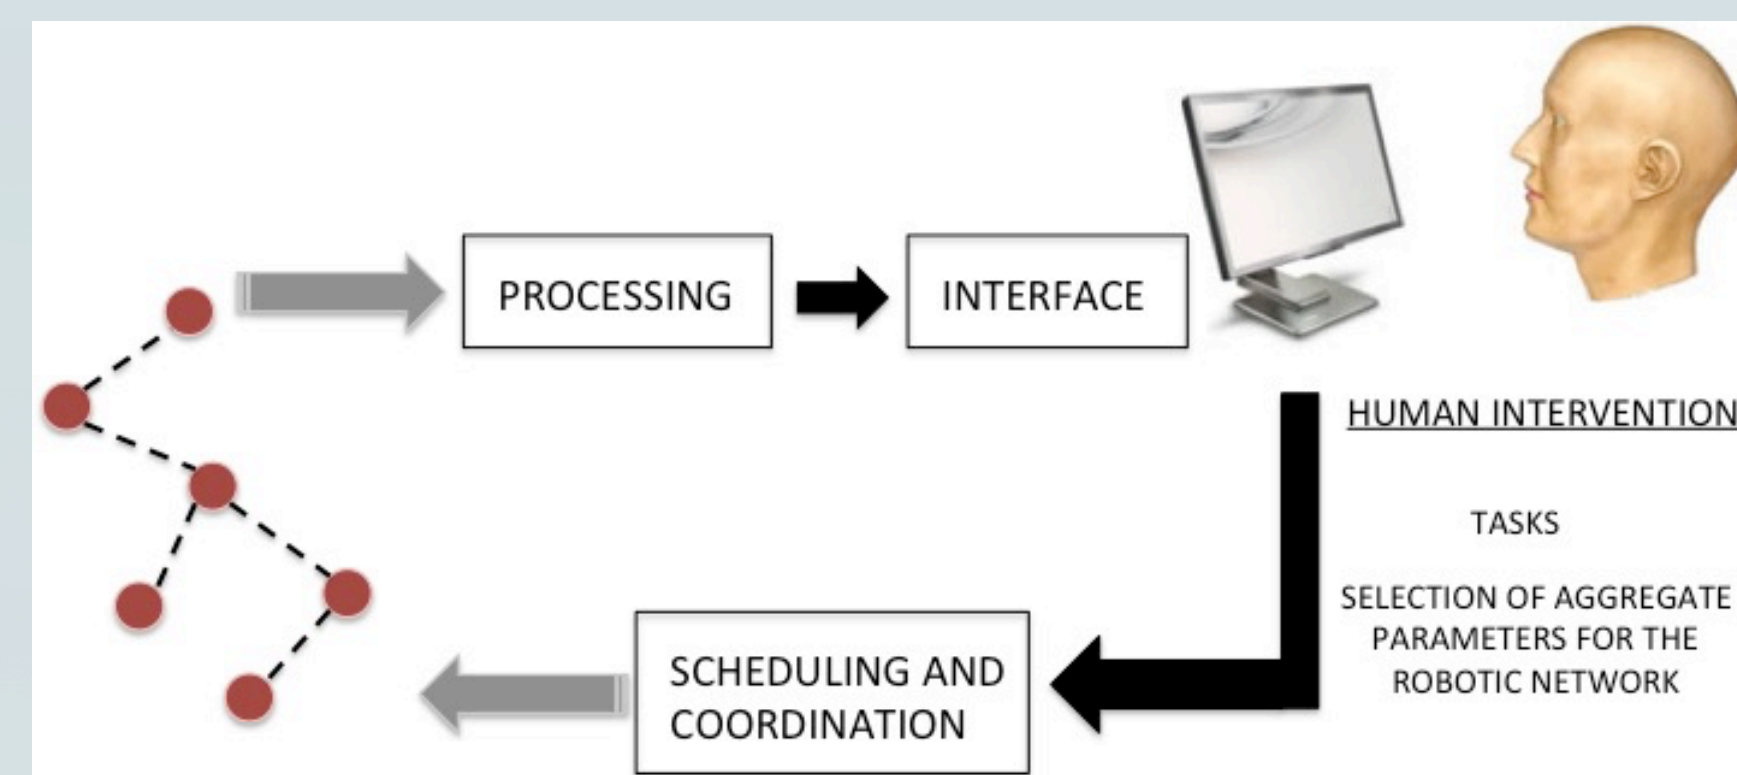 PROCESSING
INTERFACE
HUMAN INTERVENTION
TASKS
SELECTION OF AGGREGATE
PARAMETERS FOR THE
ROBOTIC NETWORK
SCHEDULING AND
COORDINATION